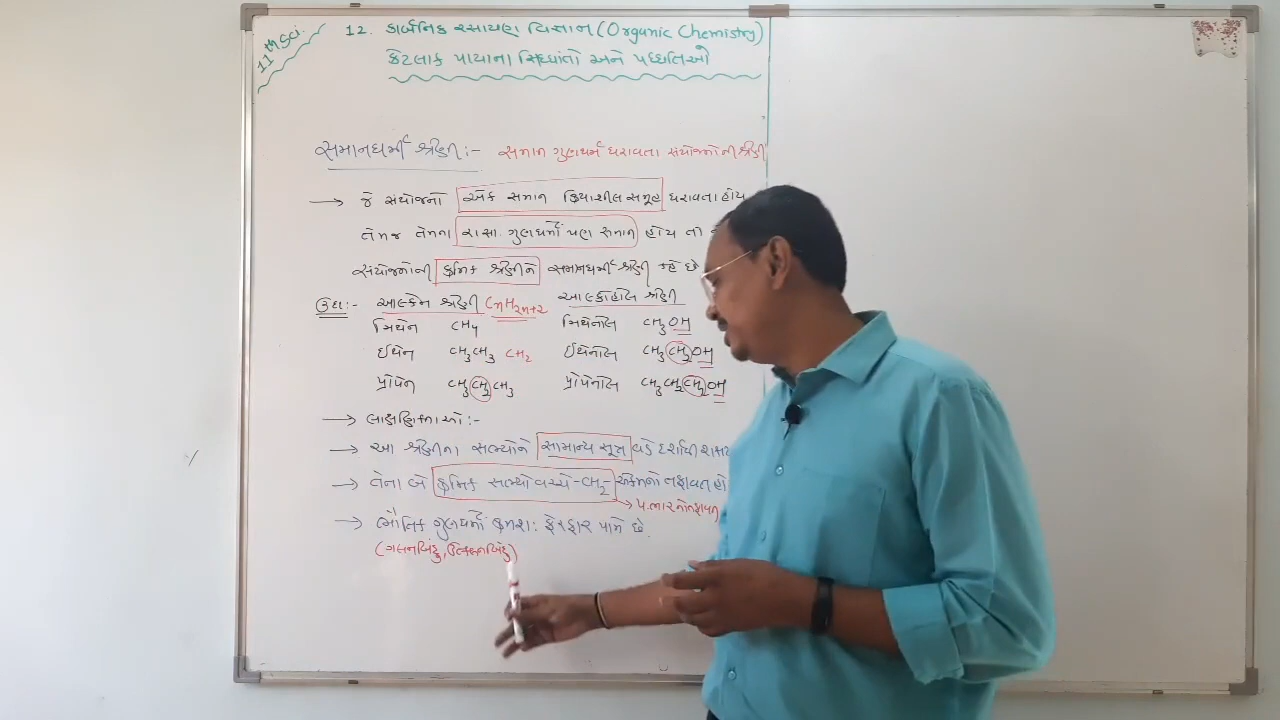 11th Sci.
12. કાર્બનિક રસાયણ વિજ્ઞાન (Organic Chemistry)
કેટલાક પાયાના સિધ્ધાંતો અને પધ્ધતિઓ
સમાનધર્મી શ્રેણી :- સમાન ગુણધર્મ ધરાવતા સંયોજનોની શ્રેણી
→ જે સંયોજનો એક સમાન ક્રિયાશીલ સમૂહ ધરાવતા હોય
તેમજ તેમના રાસા. ગુણધર્મો પણ સમાન હોય તો
સંયોજનોની ક્રમિક શ્રેણીને સમાનધર્મી શ્રેણી કહે છે
ઉદા:- આલ્કેન શ્રેણી CnH2n+2 આલ્કોહોલ શ્રેણી
મિથેન CH4 મિથેનોલ CH3OH
ઈથેન CH3CH3 CH2 ઈથેનોલ CH3CH2OH
પ્રોપેન CH3CH2CH3 પ્રોપેનોલ CH3CH2CH2OH
→ લાક્ષણિકતાઓ :-
→ આ શ્રેણીના સભ્યોને સામાન્ય સૂત્ર વડે દર્શાવી શકાય
→ તેના બે ક્રમિક સભ્યો વચ્ચે -CH2- એકમનો તફાવત હો
→ પ.ભારનો તફાવત
→ ભૌતિક ગુણધર્મો ક્રમશ: ફેરફાર પામે છે.
(ગલનબિંદુ, ઉત્કલનબિંદુ)